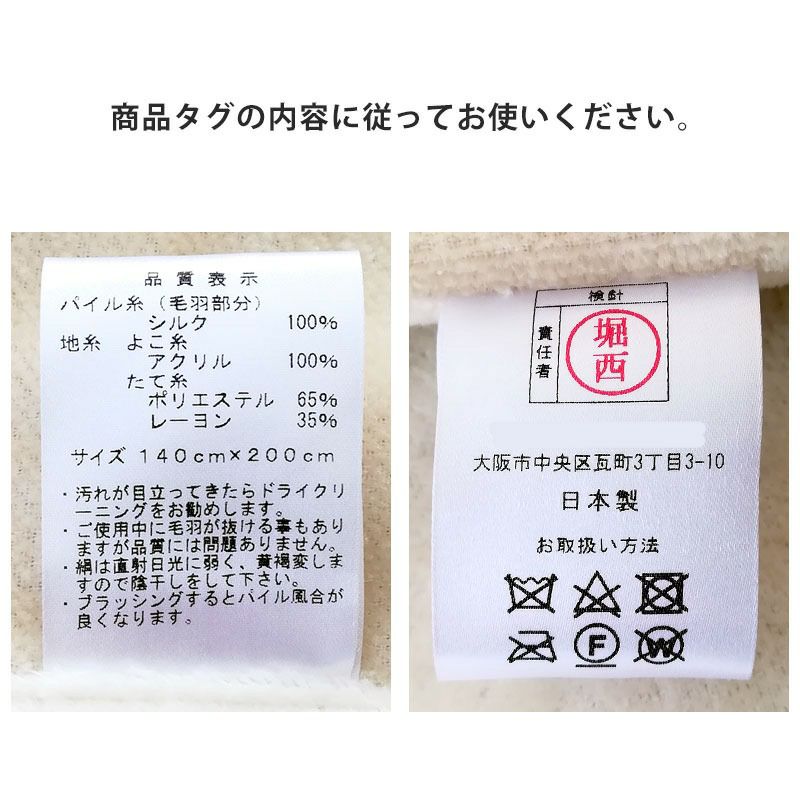 商品タグの内容に従ってお使いください。
品質表示
パイル糸（毛羽部分）
シルク 100%
地糸 よこ糸
アクリル 100%
たて糸
ポリエステル 65%
レーヨン 35%
サイズ 140cm×200cm
・汚れが目立ってきたらドライクリ
ーニングをお勧めします。
・ご使用中に毛羽が抜ける事もあり
ますが品質には問題ありません。
・絹は直射日光に弱く、黄褐変しま
すので陰干しをして下さい。
・ブラッシングするとパイル風合が
良くなります。
検針
責任者
堀西
大阪市中央区瓦町3丁目3-10
日本製
お取扱い方法
F
W